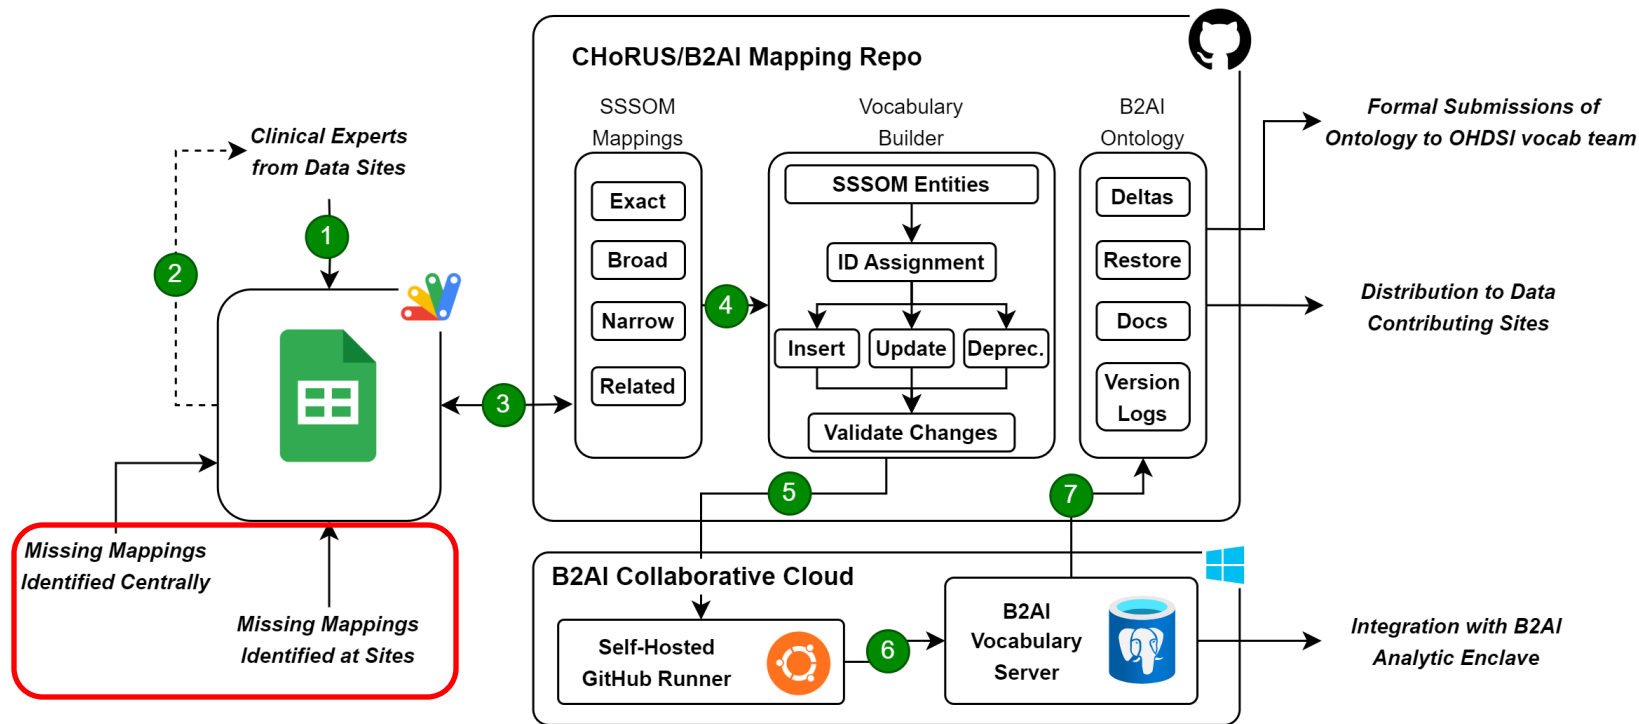 CHoRUS/B2AI Mapping Repo
SSSOM
Mappings
Exact
Broad
Narrow
Related
Vocabulary
Builder
SSSOM Entities
ID Assignment
Insert
Update
Deprec.
Validate Changes
B2AI
Ontology
Deltas
Restore
Docs
Version
Logs
Formal Submissions of
Ontology to OHDSI vocab team
Distribution to Data
Contributing Sites
Clinical Experts
from Data Sites
1
2
3
4
5
6
7
Missing Mappings
Identified Centrally
Missing Mappings
Identified at Sites
B2AI Collaborative Cloud
Self-Hosted
GitHub Runner
B2AI
Vocabulary
Server
Integration with B2AI
Analytic Enclave